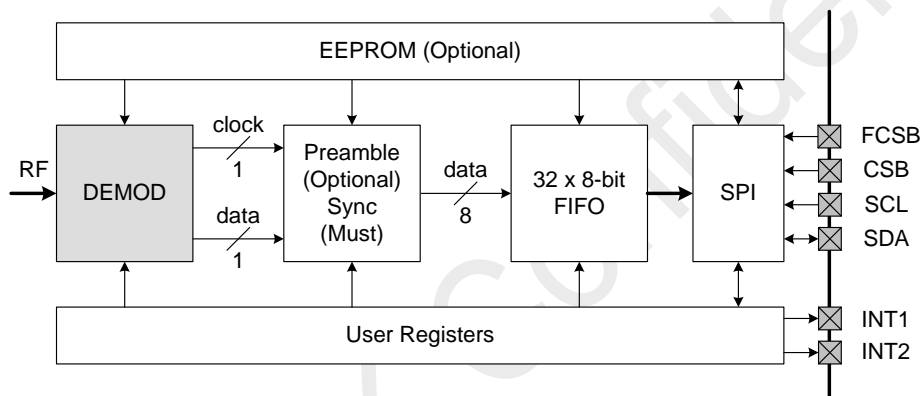 EEPROM (Optional)
RF
DEMOD
clock
1
data
1
Preamble
(Optional)
Sync
(Must)
data
8
32 x 8-bit
FIFO
SPI
FCSB
CSB
SCL
SDA
User Registers
INT1
INT2